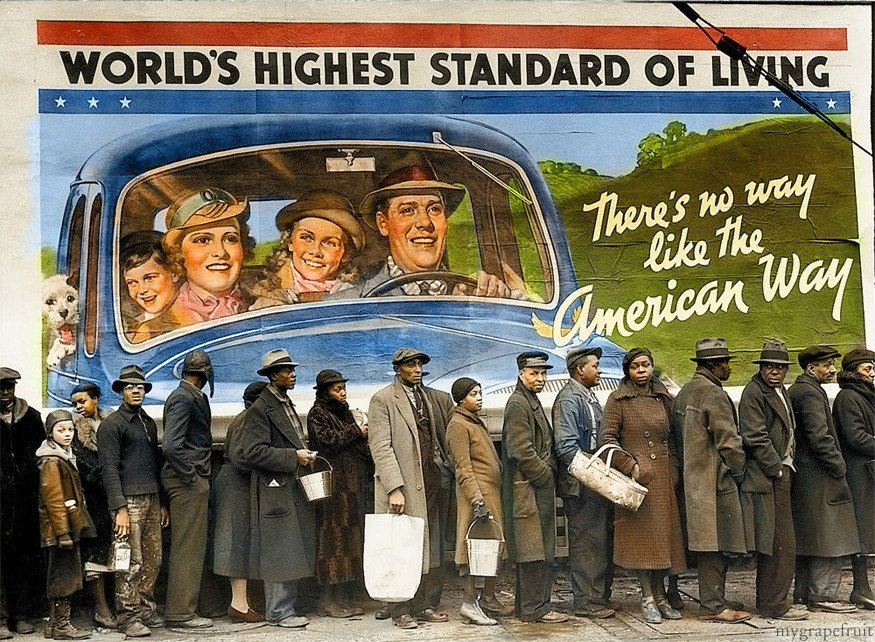 WORLD'S HIGHEST STANDARD OF LIVING
There's no way
like the
American Way
mygrapefruit